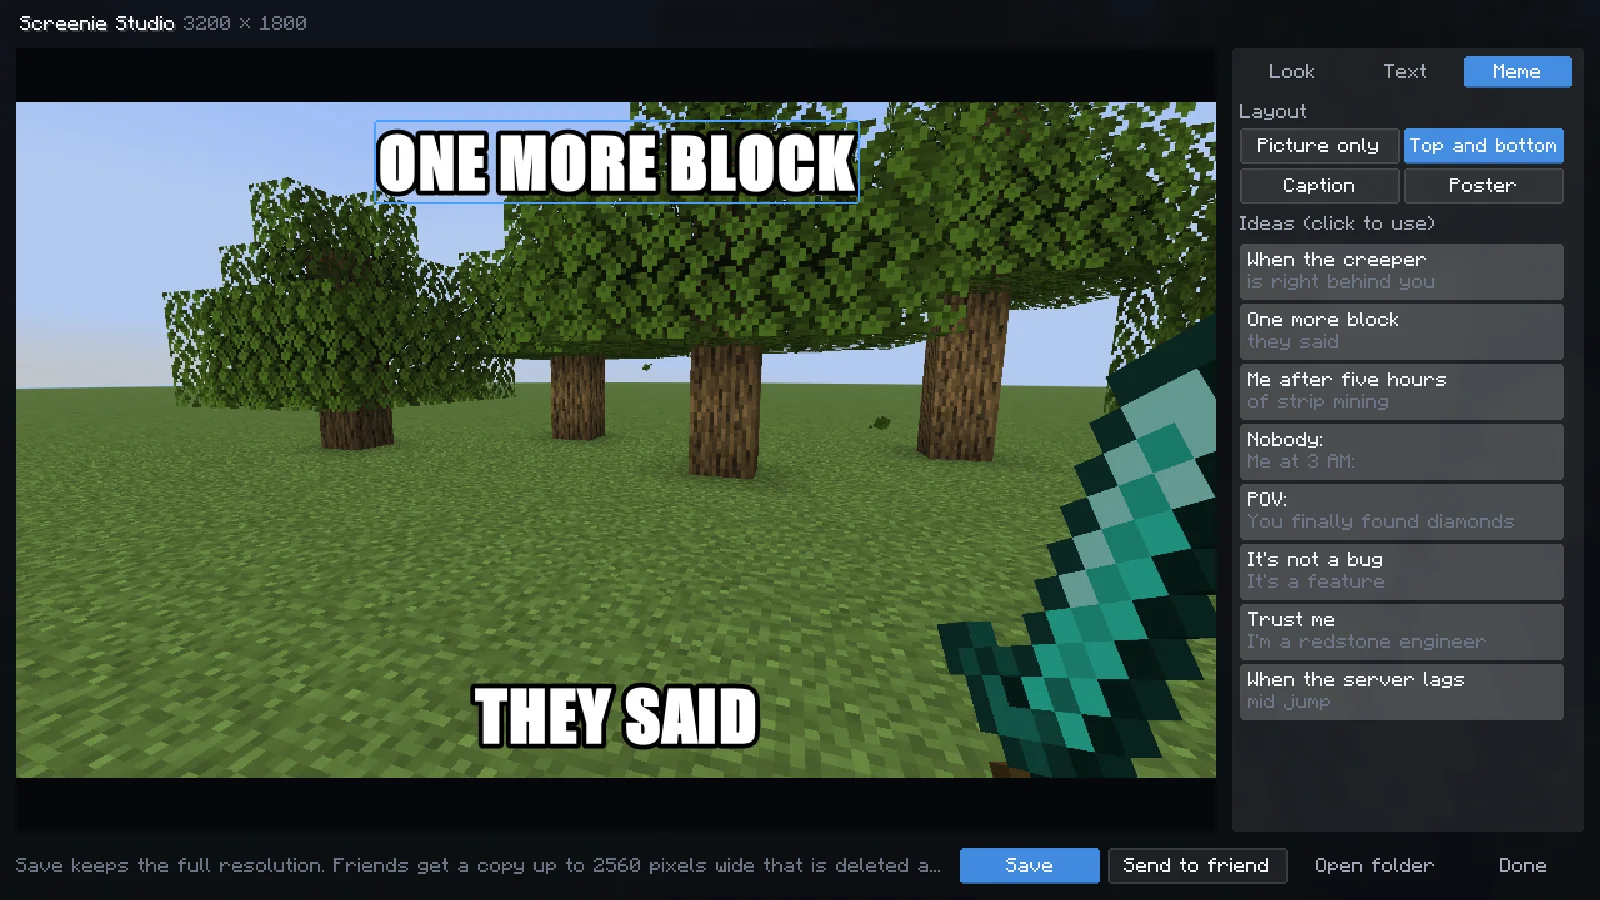 Screenie Studio 3200 × 1800
Look Text Meme
Layout
Picture only Top and bottom
Caption Poster
Ideas (click to use)
When the creeper
is right behind you
One more block
they said
Me after five hours
of strip mining
Nobody:
Me at 3 AM:
POV:
You finally found diamonds
It's not a bug
It's a feature
Trust me
I'm a redstone engineer
When the server lags
mid jump
ONE MORE BLOCK
THEY SAID
Save keeps the full resolution. Friends get a copy up to 2560 pixels wide that is deleted a...
Save Send to friend Open folder Done